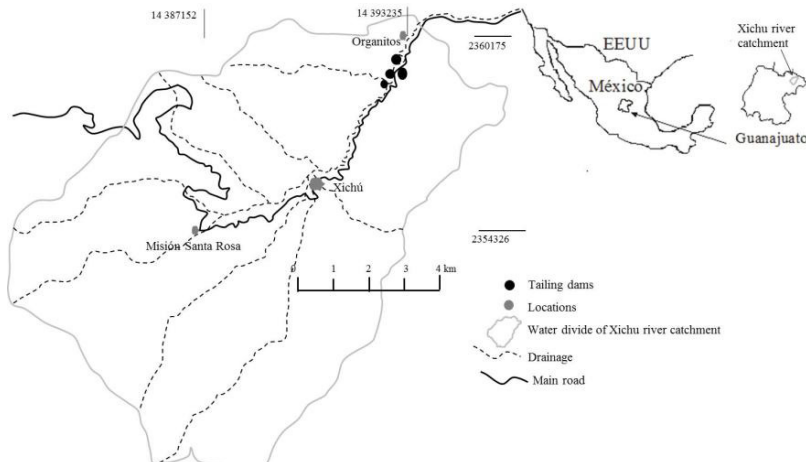 14 387152
14 393235
Organitos
2360175
EEUU
México
Guanajuato
Xichu river
catchment
Xichú
Misión Santa Rosa
2354326
0 1 2 3 4 km
Tailing dams
Locations
Water divide of Xichu river catchment
Drainage
Main road